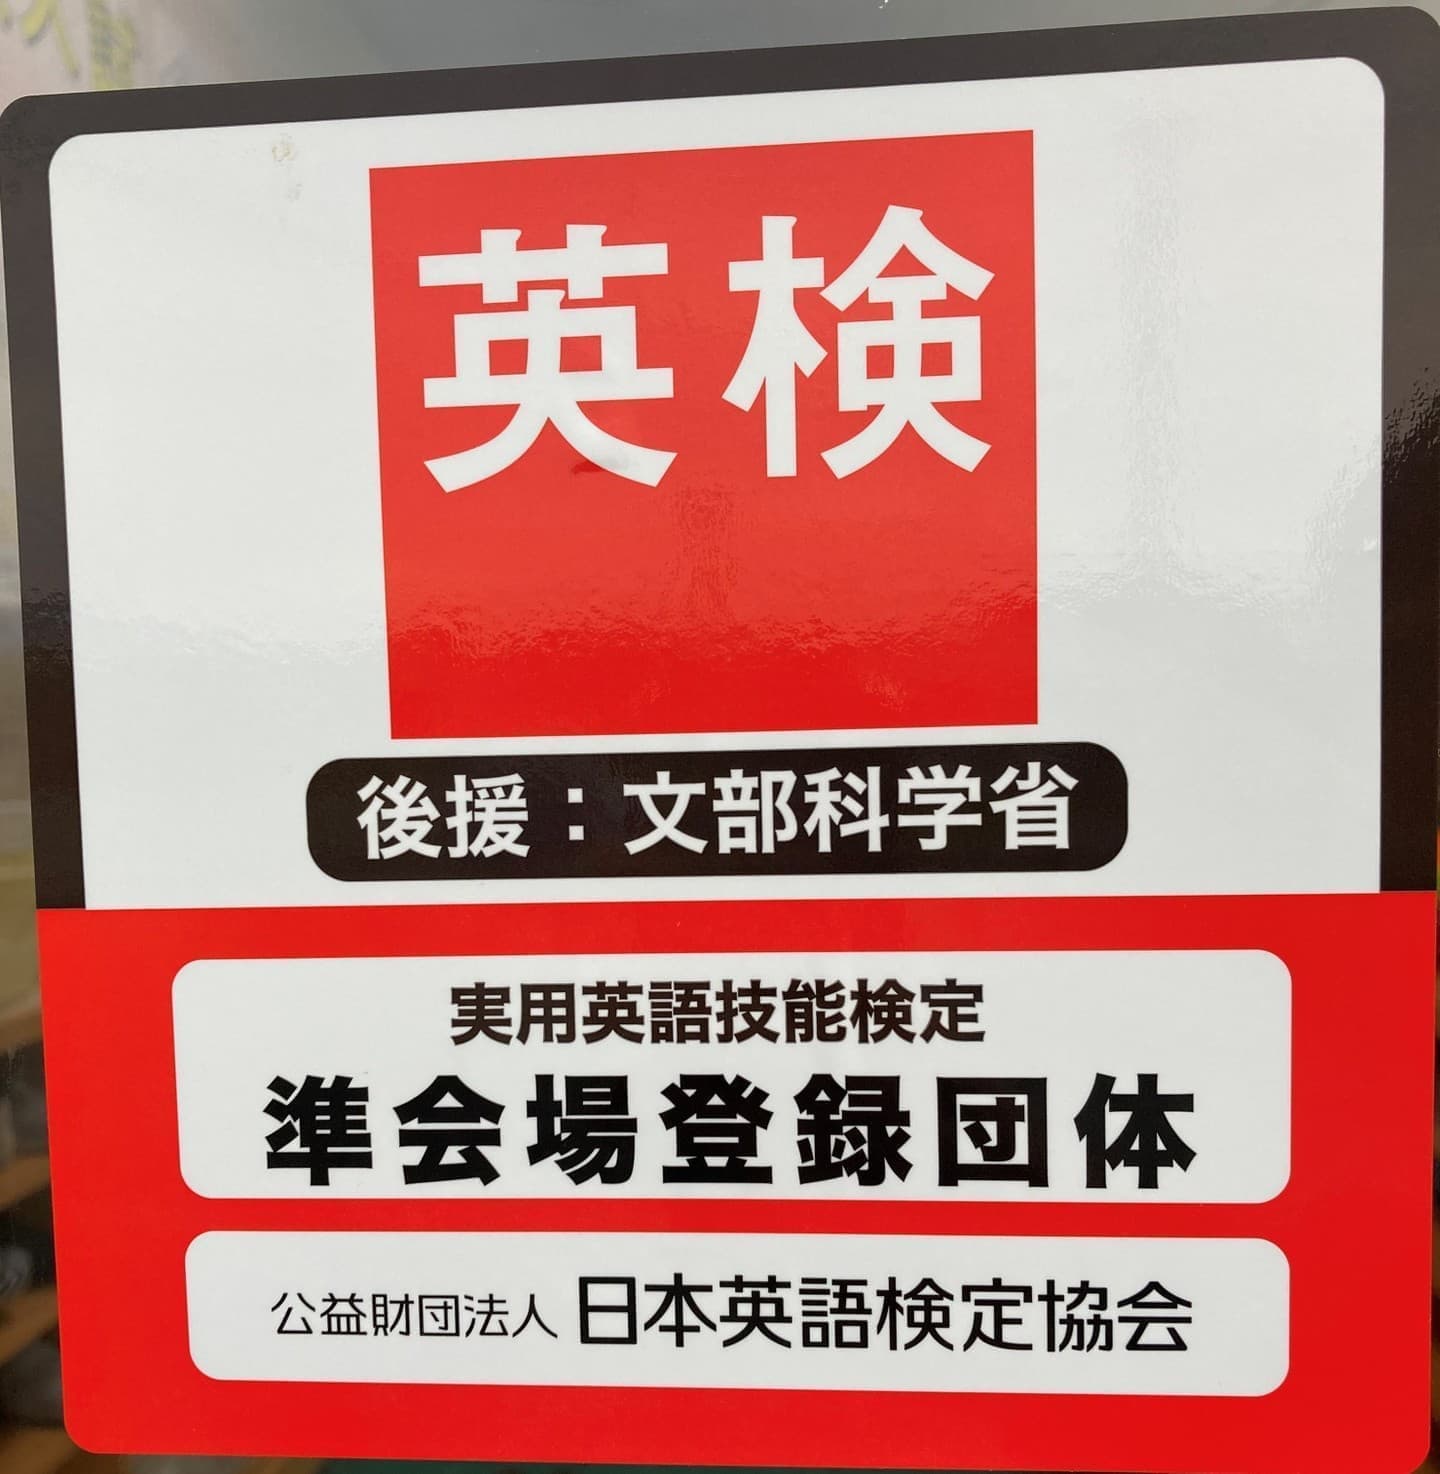 英検
後援：文部科学省
実用英語技能検定
準会場登録団体
公益財団法人 日本英語検定協会